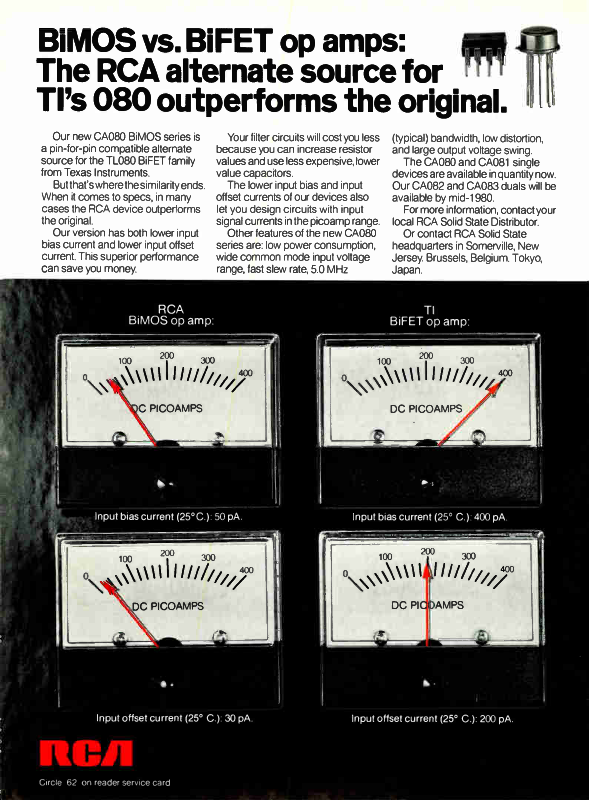 BiMOS vs. BiFET op amps:
The RCA alternate source for
TI's 080 outperforms the original.
Our new CA080 BiMOS series is
a pin-for-pin compatible alternate
source for the TL080 BiFET family
from Texas Instruments.
But that's where the similarity ends.
When it comes to specs, in many
cases the RCA device outperforms
the original.
Our version has both lower input
bias current and lower input offset
current. This superior performance
can save you money.
Your filter circuits will cost you less
because you can increase resistor
values and use less expensive, lower
value capacitors.
The lower input bias and input
offset currents of our devices also
let you design circuits with input
signal currents in the picoamp range.
Other features of the new CA080
series are: low power consumption,
wide common mode input voltage
range, fast slew rate, 5.0 MHz
(typical) bandwidth, low distortion,
and large output voltage swing.
The CA080 and CA081 single
devices are available in quantity now.
Our CA082 and CA083 duals will be
available by mid-1980.
For more information, contact your
local RCA Solid State Distributor.
Or contact RCA Solid State
headquarters in Somerville, New
Jersey. Brussels, Belgium. Tokyo,
Japan.
RCA
BiMOS op amp:
TI
BiFET op amp:
0 100 200 300 400
DC PICOAMPS
0 100 200 300 400
DC PICOAMPS
Input bias current (25° C.): 50 pA.
Input bias current (25° C.): 400 pA.
0 100 200 300 400
DC PICOAMPS
0 100 200 300 400
DC PICOAMPS
Input offset current (25° C.): 30 pA.
Input offset current (25° C.): 200 pA.
RCA
Circle 62 on reader service card